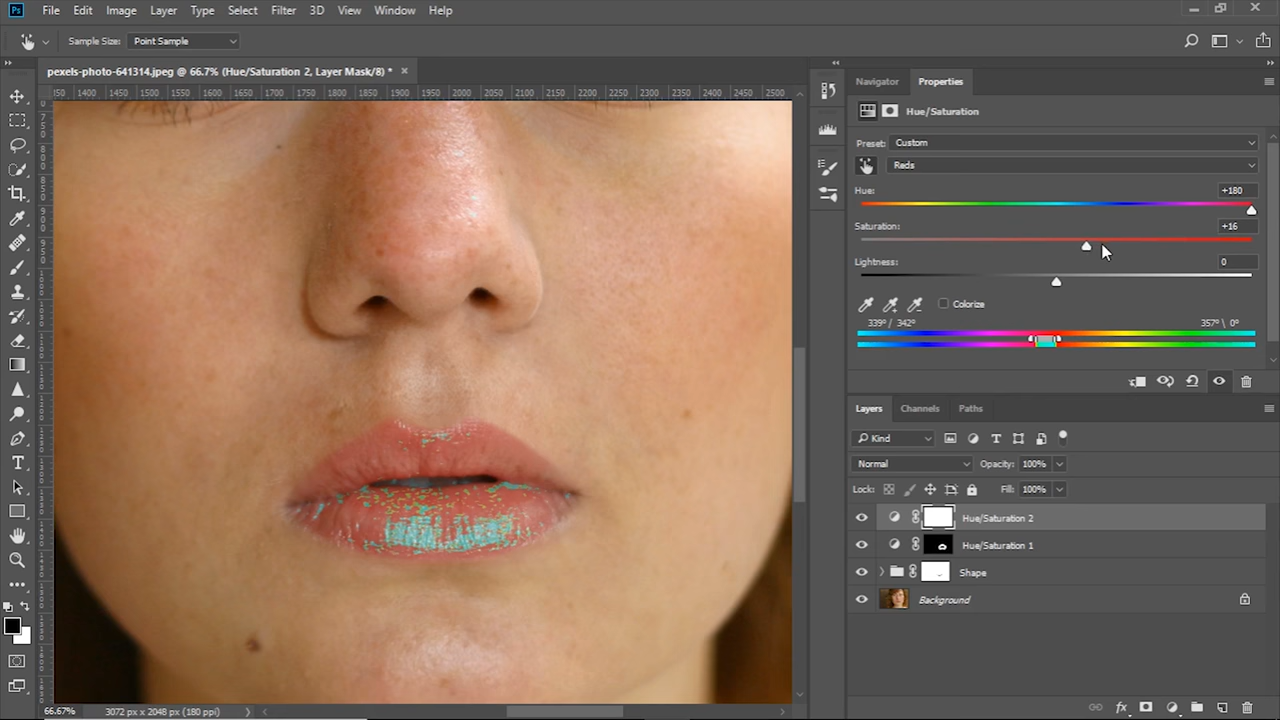 Ps File Edit Image Layer Type Select Filter 3D View Window Help
Sample Size: Point Sample
pexels-photo-641314.jpeg @ 66.7% (Hue/Saturation 2, Layer Mask/8) * ×
1400 1450 1500 1550 1600 1650 1700 1750 1800 1850 1900 1950 2000 2050 2100 2150 2200 2250 2300 2350 2400 2500
Navigator Properties
Hue/Saturation
Preset: Custom
Reds
Hue: +180
Saturation: +16
Lightness: 0
Colorize
339° / 342° 357° \ 0°
Layers Channels Paths
Kind
Normal Opacity: 100%
Lock: Fill: 100%
Hue/Saturation 2
Hue/Saturation 1
Shape
Background
66.67% 3072 px x 2048 px (180 ppi)